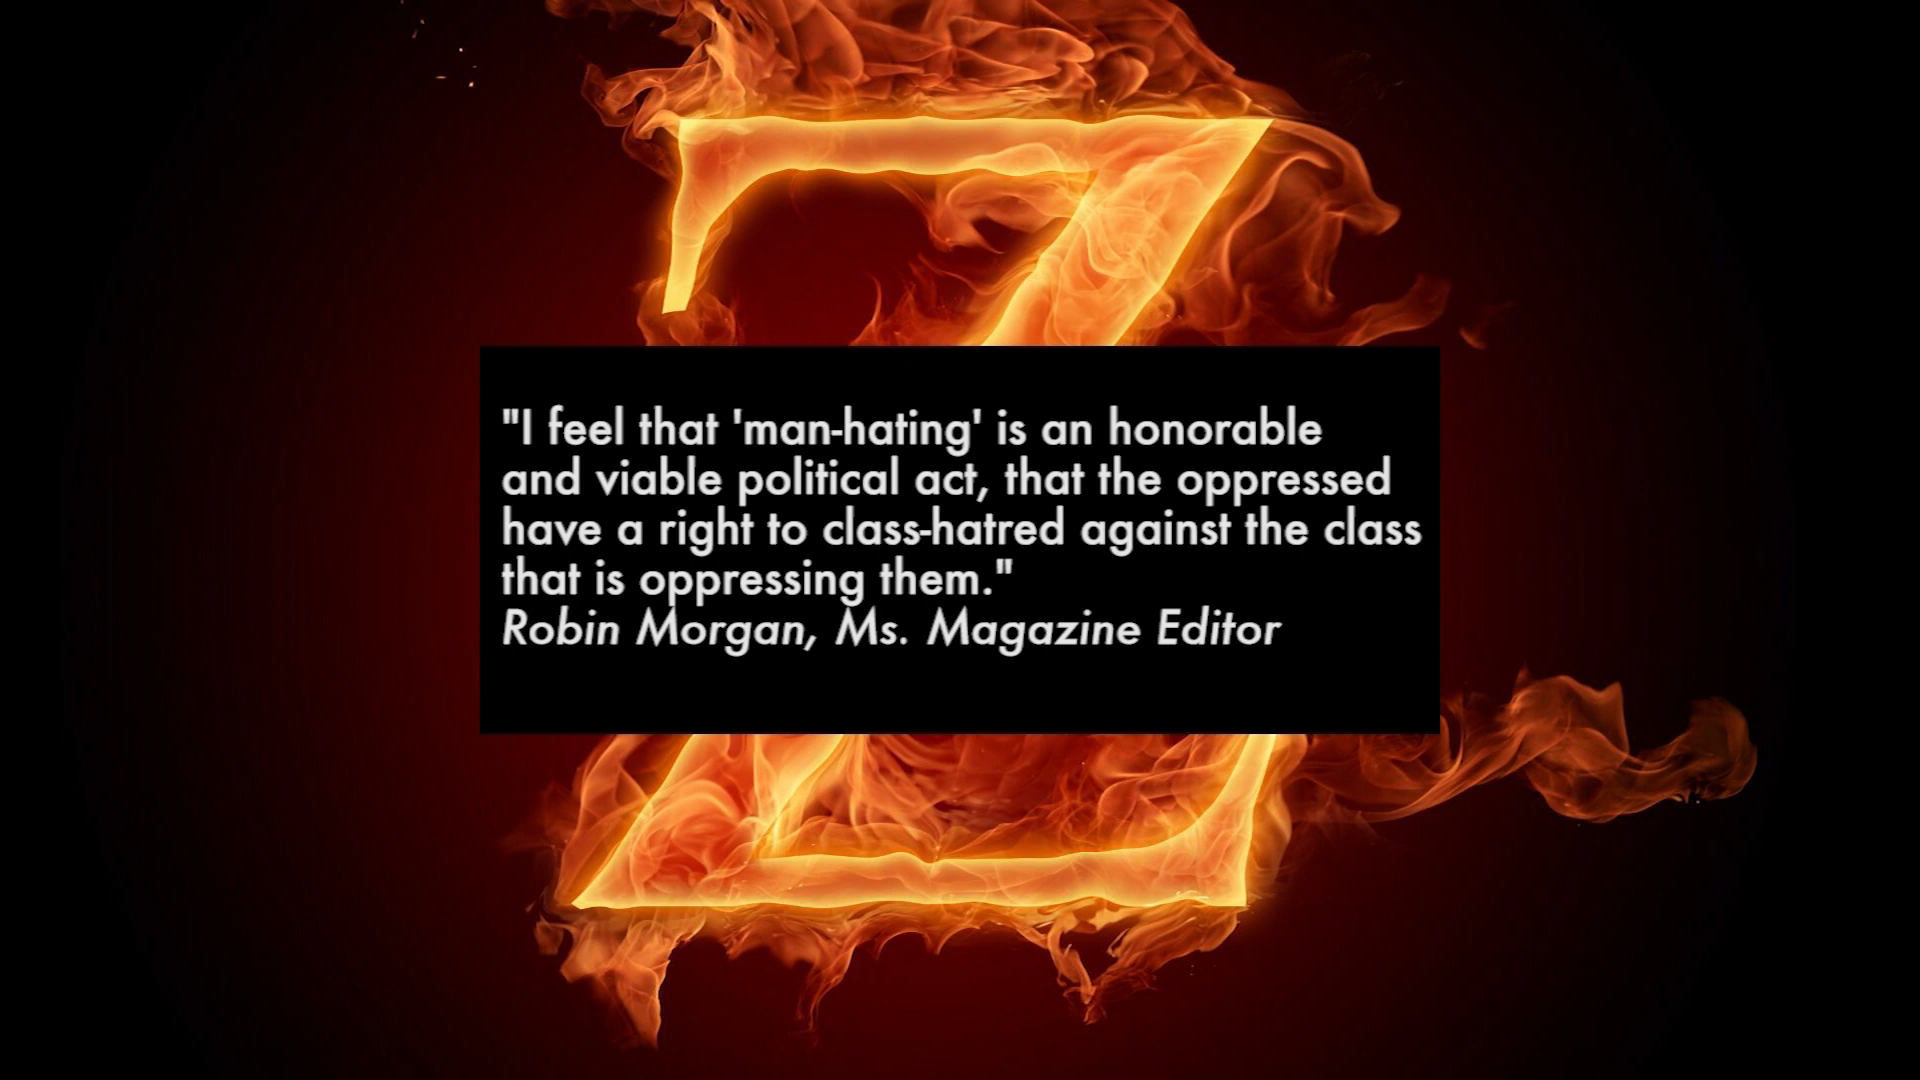 Z
"I feel that 'man-hating' is an honorable
and viable political act, that the oppressed
have a right to class-hatred against the class
that is oppressing them."
Robin Morgan, Ms. Magazine Editor